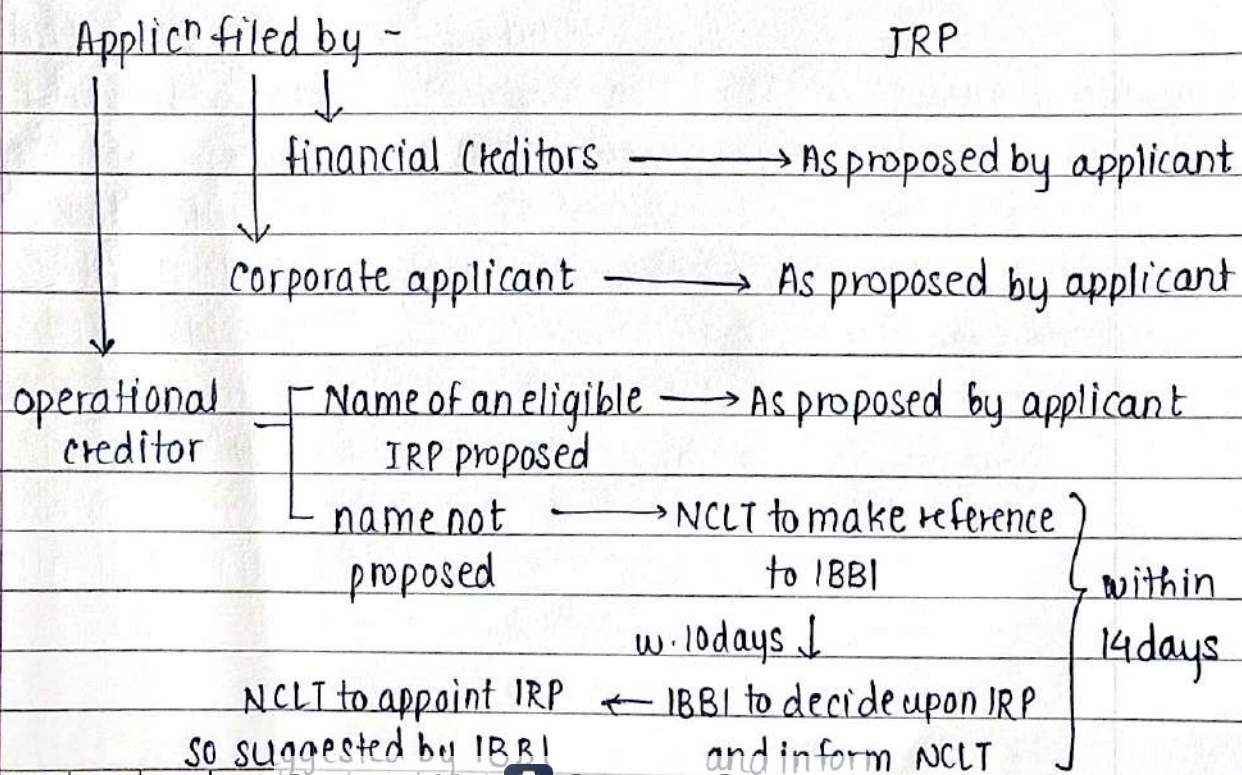 Applicn filed by - IRP
financial creditors → As proposed by applicant
corporate applicant → As proposed by applicant
operational Name of an eligible → As proposed by applicant
creditor IRP proposed
name not → NCLT to make reference
proposed to IBBI within
w.10days ↓ 14days
NCLT to appoint IRP ← IBBI to decide upon IRP
so suggested by IBBI and inform NCLT